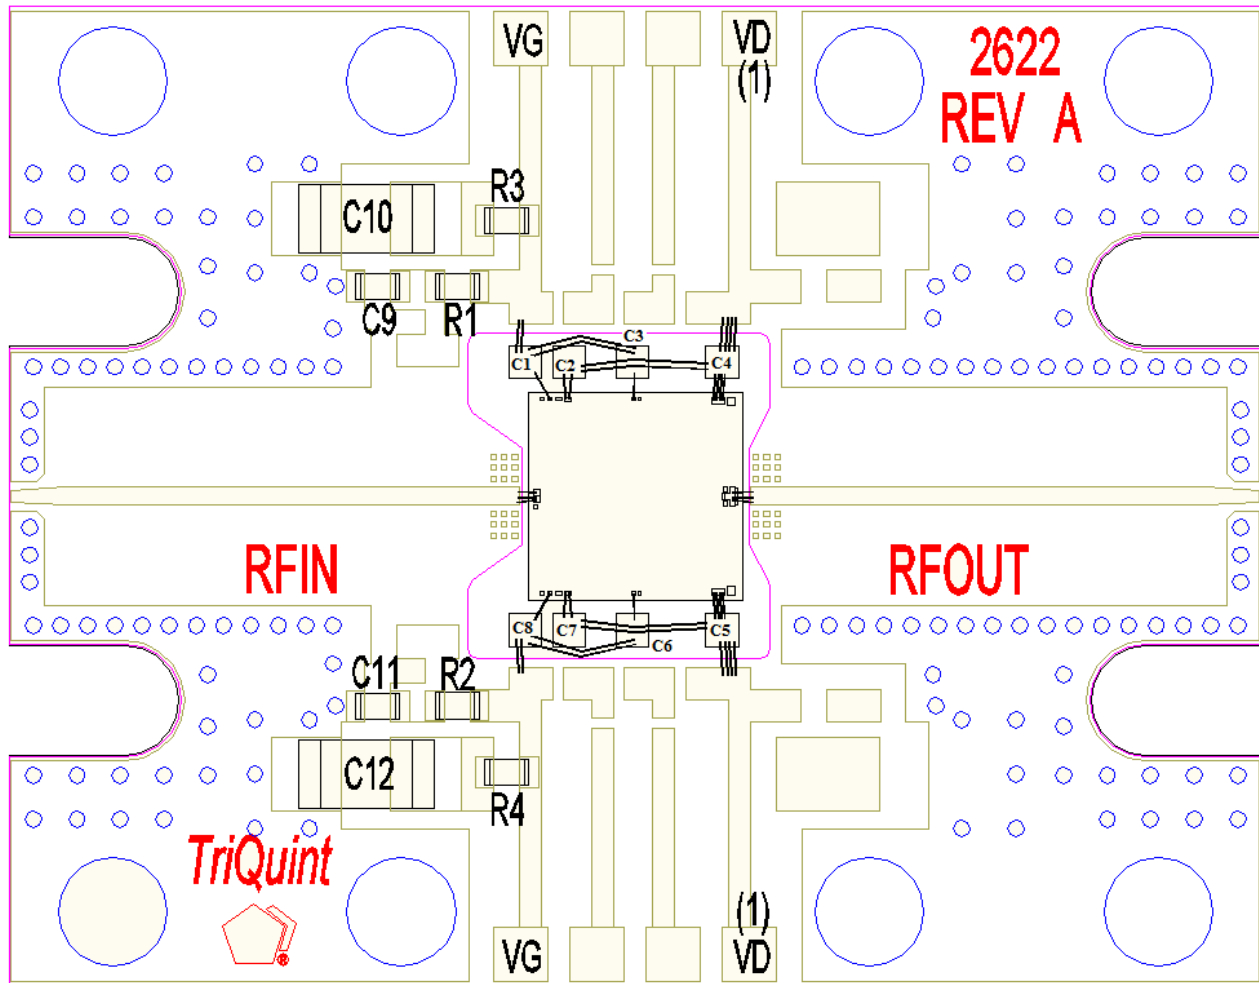 VG
VD
(1)
2622
REV A
R3
C10
C9
R1
C3
C1
C2
C4
RFIN
RFOUT
C8
C7
C5
C6
C11
R2
C12
R4
TriQuint
®
VG
(1)
VD